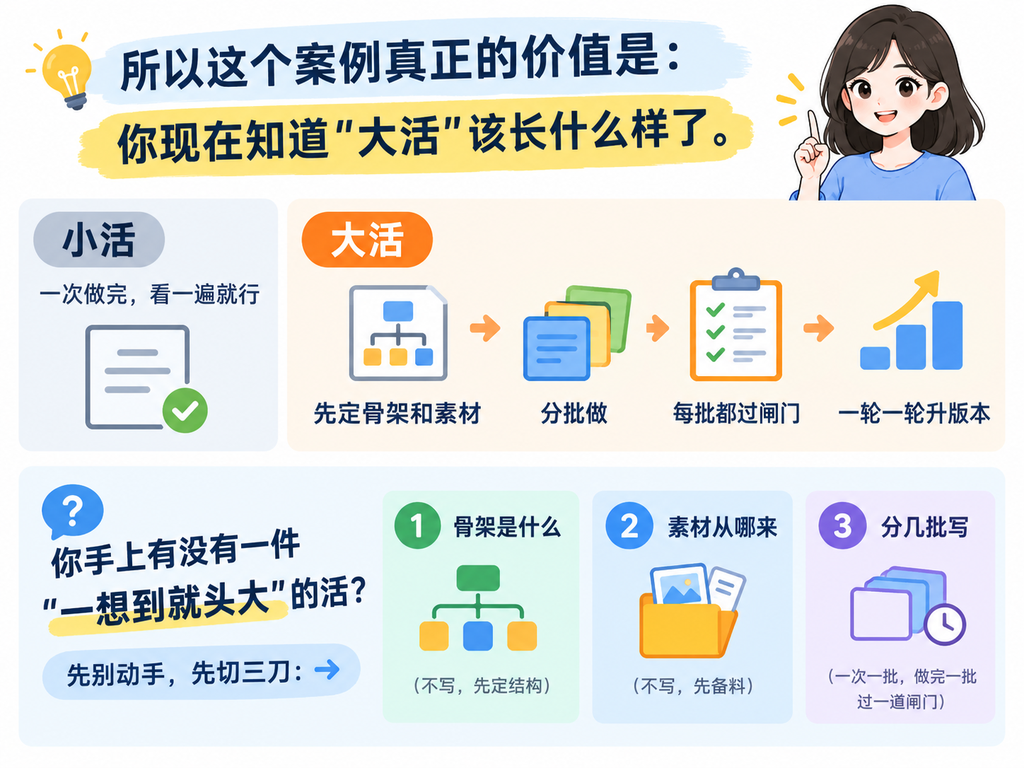 所以这个案例真正的价值是：
你现在知道"大活"该长什么样了。
小活
一次做完，看一遍就行
大活
先定骨架和素材
分批做
每批都过闸门
一轮一轮升版本
?
你手上有没有一件
"一想到就头大"的活？
先别动手，先切三刀：
1 骨架是什么
（不写，先定结构）
2 素材从哪来
（不写，先备料）
3 分几批写
（一次一批，做完一批
过一道闸门）